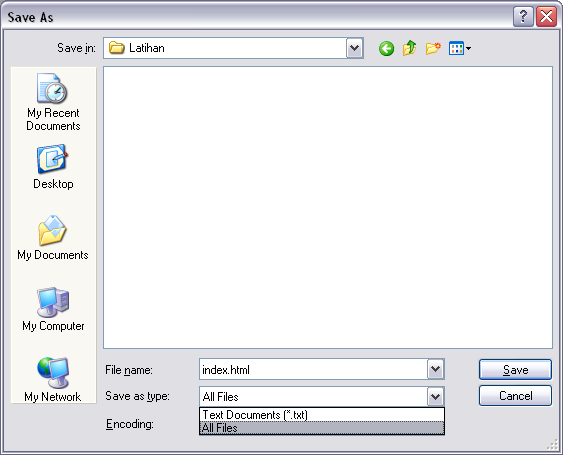 Save As
Save in: Latihan
My Recent
Documents
Desktop
My Documents
My Computer
My Network
File name: index.html Save
Save as type: All Files Cancel
Text Documents (*.txt)
Encoding: All Files